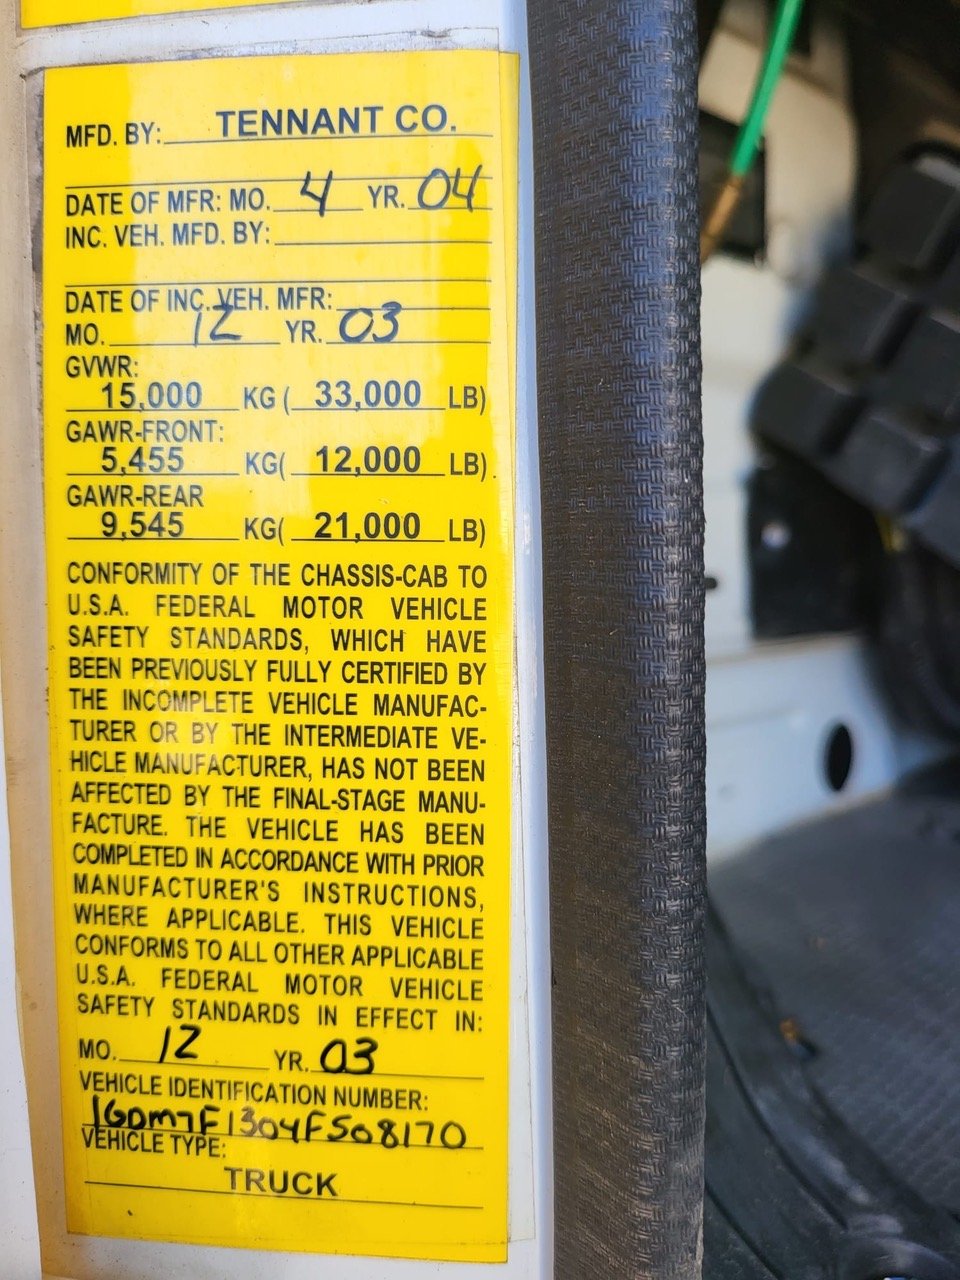 MFD. BY: TENNANT CO.
DATE OF MFR: MO. 4 YR. 04
INC. VEH. MFD. BY:
DATE OF INC. VEH. MFR:
MO. 12 YR. 03
GVWR:
15,000 KG ( 33,000 LB)
GAWR-FRONT:
5,455 KG( 12,000 LB).
GAWR-REAR
9,545 KG( 21,000 LB)
CONFORMITY OF THE CHASSIS-CAB TO
U.S.A. FEDERAL MOTOR VEHICLE
SAFETY STANDARDS, WHICH HAVE
BEEN PREVIOUSLY FULLY CERTIFIED BY
THE INCOMPLETE VEHICLE MANUFAC-
TURER OR BY THE INTERMEDIATE VE-
HICLE MANUFACTURER, HAS NOT BEEN
AFFECTED BY THE FINAL-STAGE MANU-
FACTURE. THE VEHICLE HAS BEEN
COMPLETED IN ACCORDANCE WITH PRIOR
MANUFACTURER'S INSTRUCTIONS,
WHERE APPLICABLE. THIS VEHICLE
CONFORMS TO ALL OTHER APPLICABLE
U.S.A. FEDERAL MOTOR VEHICLE
SAFETY STANDARDS IN EFFECT IN:
MO. 12 YR. 03
VEHICLE IDENTIFICATION NUMBER:
1GDM7F1304F508170
VEHICLE TYPE:
TRUCK